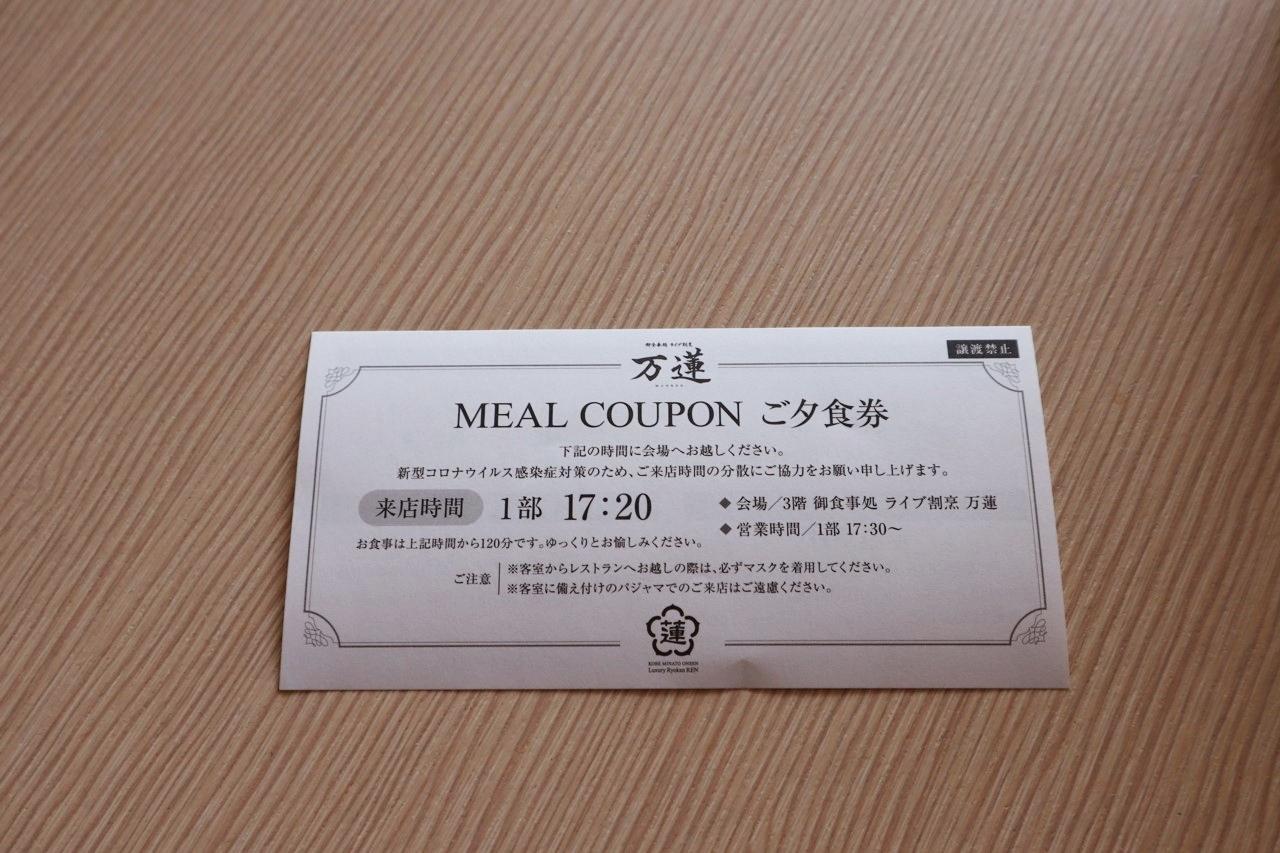 御食事処 ライブ割烹
万蓮
譲渡禁止
MEAL COUPON ご夕食券
下記の時間に会場へお越しください。
新型コロナウイルス感染症対策のため、ご来店時間の分散にご協力をお願い申し上げます。
来店時間 1部 17:20
お食事は上記時間から120分です。ゆっくりとお愉しみください。
◆会場／3階 御食事処 ライブ割烹 万蓮
◆営業時間／1部 17:30〜
ご注意
※客室からレストランへお越しの際は、必ずマスクを着用してください。
※客室に備え付けのパジャマでのご来店はご遠慮ください。
蓮
KOBE MINATO ONSEN
Luxury Ryokan REN